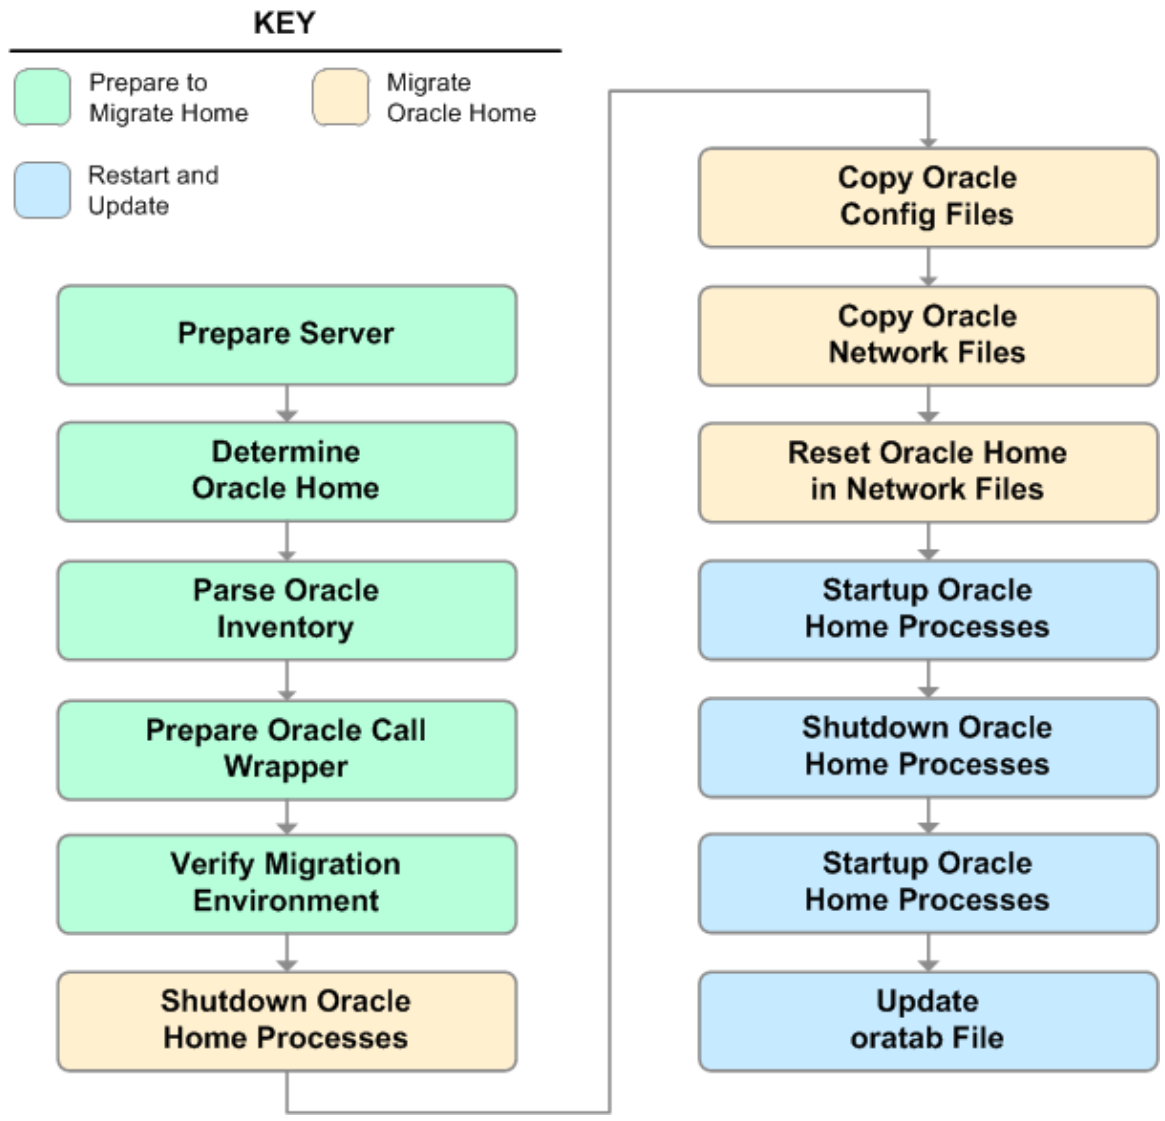 KEY
Prepare to
Migrate Home
Migrate
Oracle Home
Restart and
Update
Prepare Server
Determine
Oracle Home
Parse Oracle
Inventory
Prepare Oracle Call
Wrapper
Verify Migration
Environment
Shutdown Oracle
Home Processes
Copy Oracle
Config Files
Copy Oracle
Network Files
Reset Oracle Home
in Network Files
Startup Oracle
Home Processes
Shutdown Oracle
Home Processes
Startup Oracle
Home Processes
Update
oratab File